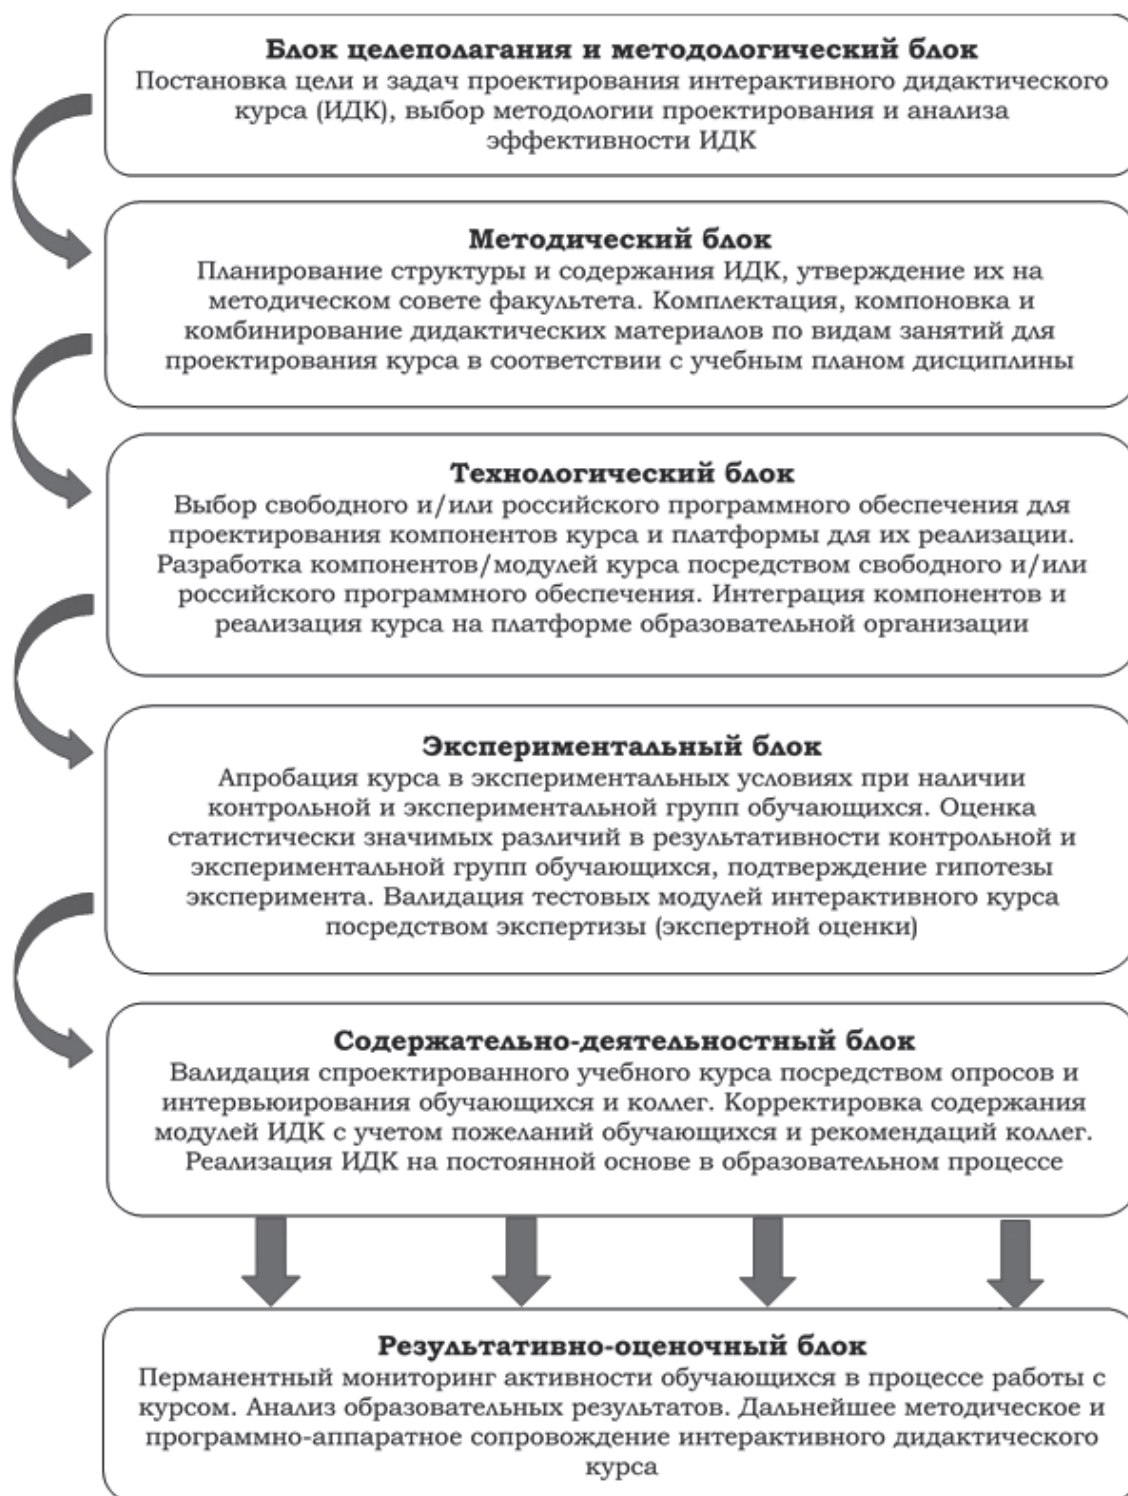 Блок целеполагания и методологический блок
Постановка цели и задач проектирования интерактивного дидактического
курса (ИДК), выбор методологии проектирования и анализа
эффективности ИДК
Методический блок
Планирование структуры и содержания ИДК, утверждение их на
методическом совете факультета. Комплектация, компоновка и
комбинирование дидактических материалов по видам занятий для
проектирования курса в соответствии с учебным планом дисциплины
Технологический блок
Выбор свободного и/или российского программного обеспечения для
проектирования компонентов курса и платформы для их реализации.
Разработка компонентов/модулей курса посредством свободного и/или
российского программного обеспечения. Интеграция компонентов и
реализация курса на платформе образовательной организации
Экспериментальный блок
Апробация курса в экспериментальных условиях при наличии
контрольной и экспериментальной групп обучающихся. Оценка
статистически значимых различий в результативности контрольной и
экспериментальной групп обучающихся, подтверждение гипотезы
эксперимента. Валидация тестовых модулей интерактивного курса
посредством экспертизы (экспертной оценки)
Содержательно-деятельностный блок
Валидация спроектированного учебного курса посредством опросов и
интервьюирования обучающихся и коллег. Корректировка содержания
модулей ИДК с учетом пожеланий обучающихся и рекомендаций коллег.
Реализация ИДК на постоянной основе в образовательном процессе
Результативно-оценочный блок
Перманентный мониторинг активности обучающихся в процессе работы с
курсом. Анализ образовательных результатов. Дальнейшее методическое и
программно-аппаратное сопровождение интерактивного дидактического
курса